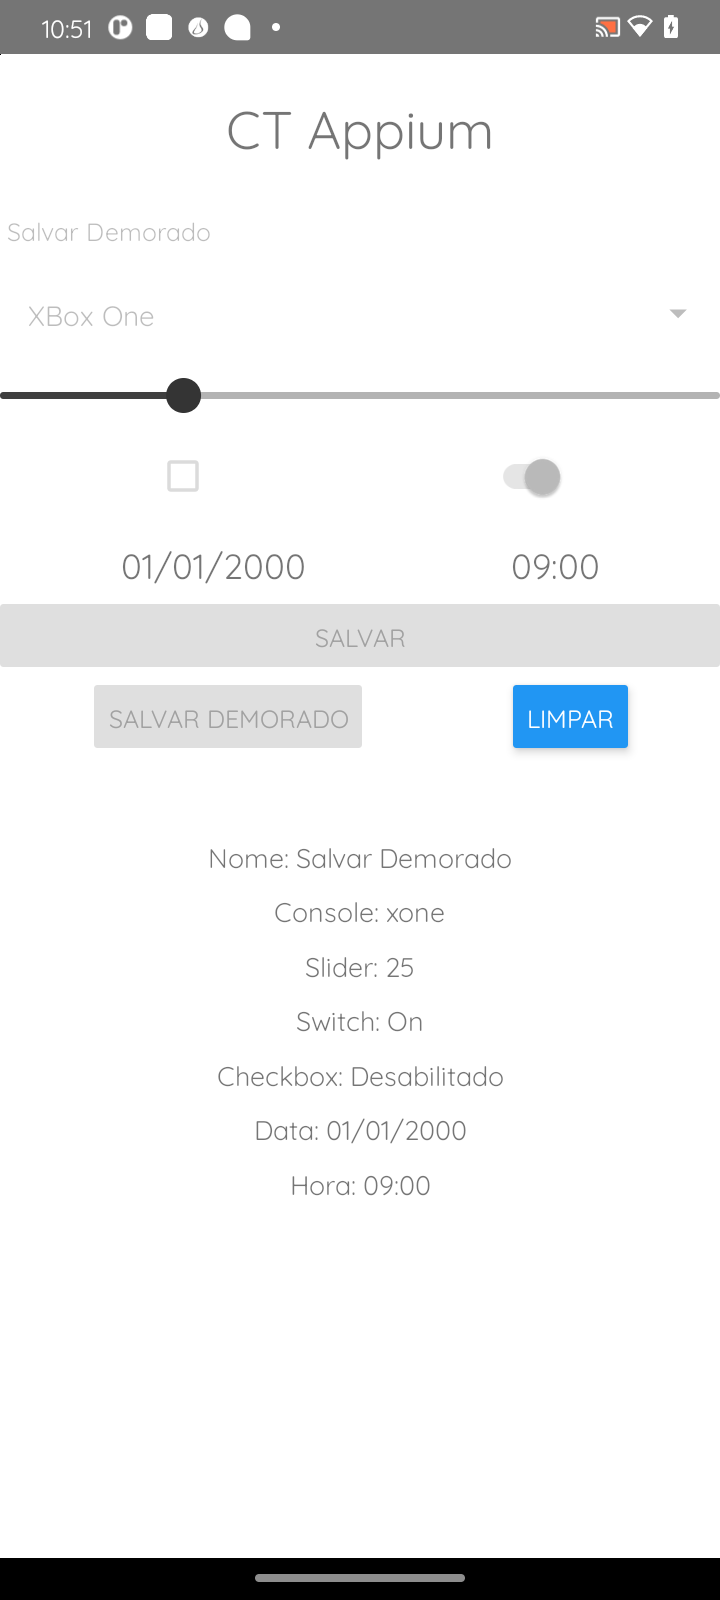 10:51
CT Appium
Salvar Demorado
XBox One
01/01/2000 09:00
SALVAR
SALVAR DEMORADO LIMPAR
Nome: Salvar Demorado
Console: xone
Slider: 25
Switch: On
Checkbox: Desabilitado
Data: 01/01/2000
Hora: 09:00